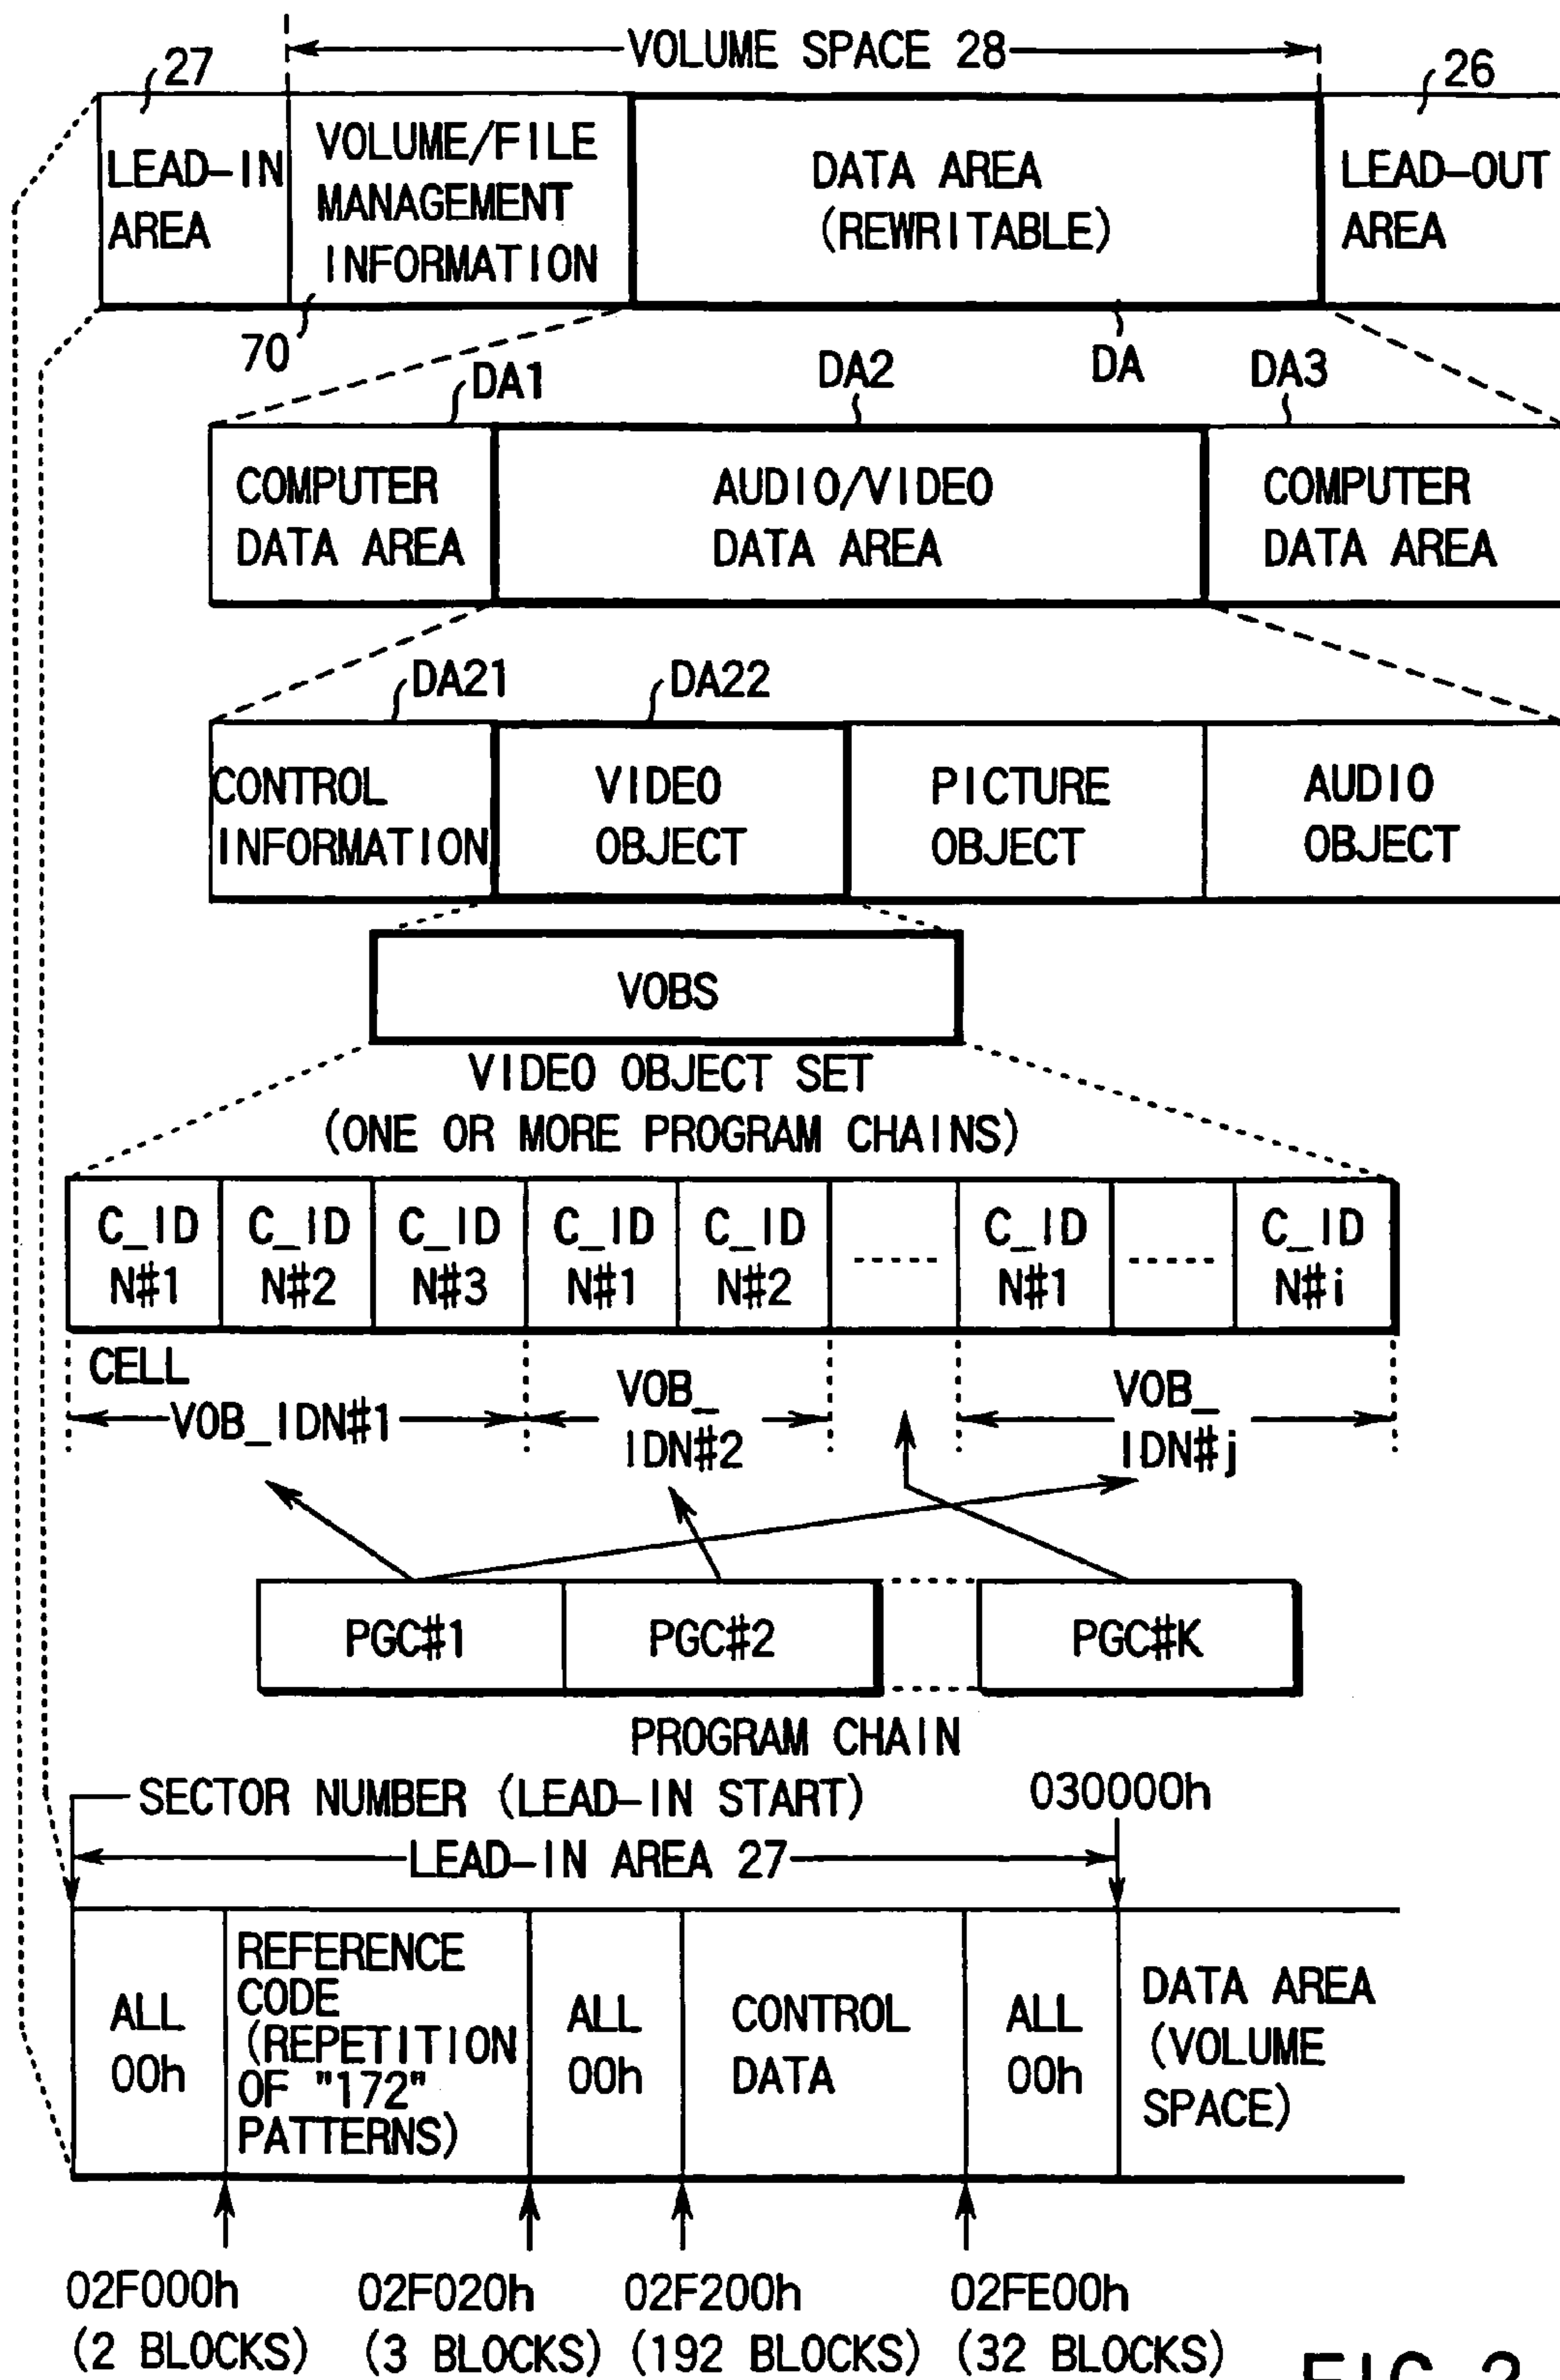 VOLUME SPACE 28
27
26
LEAD-IN
AREA
VOLUME/FILE
MANAGEMENT
INFORMATION
DATA AREA
(REWRITABLE)
LEAD-OUT
AREA
70
DA1
DA2
DA
DA3
COMPUTER
DATA AREA
AUDIO/VIDEO
DATA AREA
COMPUTER
DATA AREA
DA21
DA22
CONTROL
INFORMATION
VIDEO
OBJECT
PICTURE
OBJECT
AUDIO
OBJECT
VOBS
VIDEO OBJECT SET
(ONE OR MORE PROGRAM CHAINS)
C_ID
N#1
C_ID
N#2
C_ID
N#3
C_ID
N#1
C_ID
N#2
C_ID
N#1
C_ID
N#i
CELL
VOB_IDN#1
VOB_
IDN#2
VOB_
IDN#j
PGC#1
PGC#2
PGC#K
PROGRAM CHAIN
SECTOR NUMBER (LEAD-IN START)
030000h
LEAD-IN AREA 27
ALL
00h
REFERENCE
CODE
(REPETITION
OF "172"
PATTERNS)
ALL
00h
CONTROL
DATA
ALL
00h
DATA AREA
(VOLUME
SPACE)
02F000h
(2 BLOCKS)
02F020h
(3 BLOCKS)
02F200h
(192 BLOCKS)
02FE00h
(32 BLOCKS)